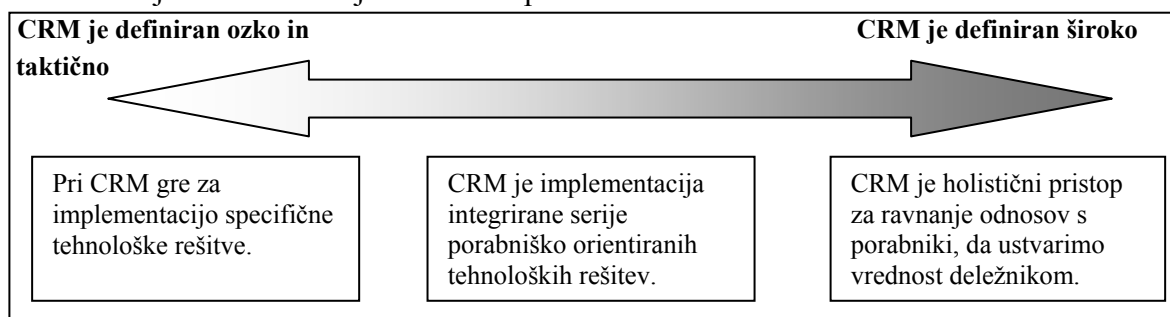 CRM je definiran ozko in
taktično
CRM je definiran široko
Pri CRM gre za
implementacijo specifične
tehnološke rešitve.
CRM je implementacija
integrirane serije
porabniško orientiranih
tehnoloških rešitev.
CRM je holistični pristop
za ravnanje odnosov s
porabniki, da ustvarimo
vrednost deležnikom.